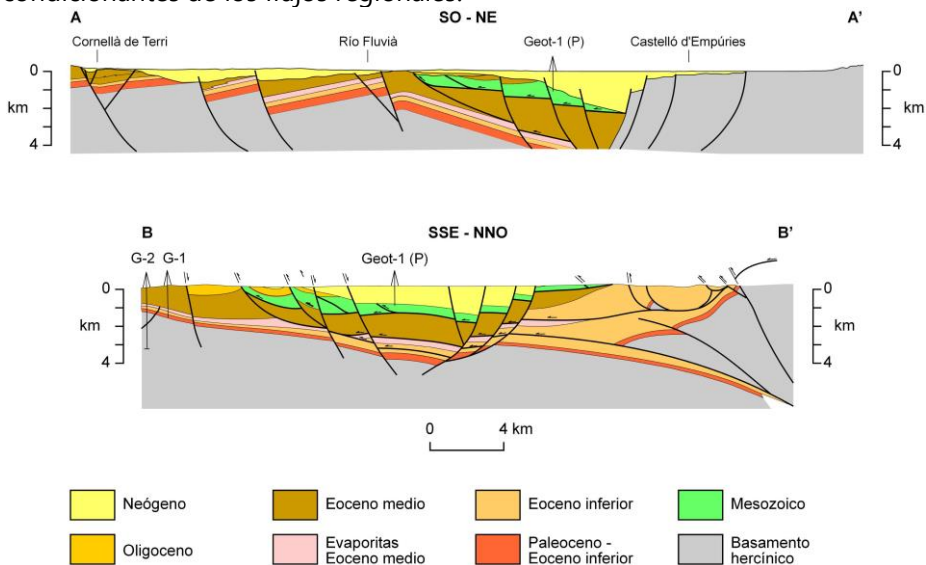 condicionantes de los flujos regionales.
A SO - NE A'
Cornellà de Terri Río Fluvià Geot-1 (P) Castelló d'Empúries
0 0
km km
4 4
B SSE - NNO B'
G-2 G-1 Geot-1 (P)
0 0
km km
4 4
0 4 km
Neógeno Eoceno medio Eoceno inferior Mesozoico
Oligoceno Evaporitas Eoceno medio Paleoceno - Eoceno inferior Basamento hercínico